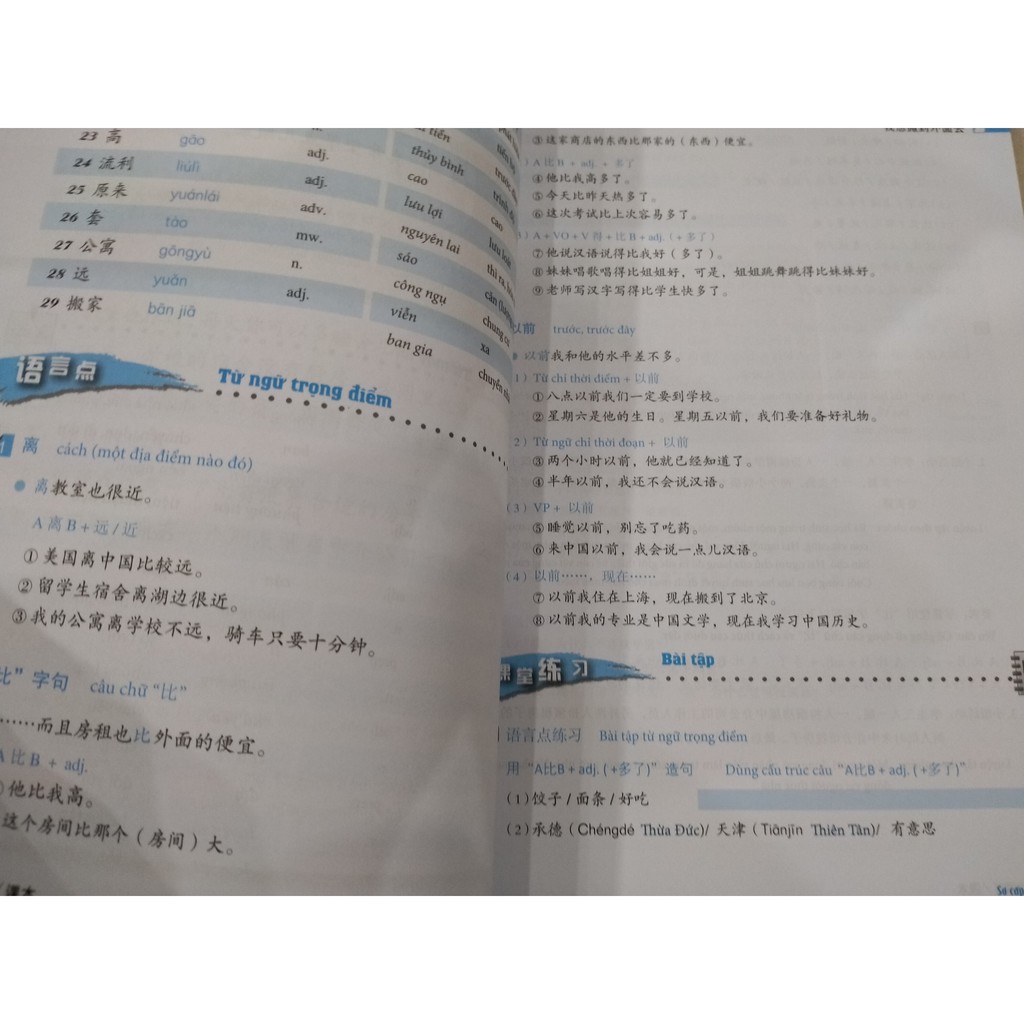 23 高 gāo
24 流利 liúlì adj. thủy bình
25 原来 yuánlái adj. cao
26 套 tào adv. lưu lợi cao
27 公寓 gōngyù mw. nguyên lai
28 远 yuǎn n. sáo
29 搬家 bān jiā adj. công ngụ
viễn chung cư
ban gia xa
语言点 Từ ngữ trọng điểm
离 cách (một địa điểm nào đó)
离教室也很近。
A 离 B + 远 / 近
① 美国离中国比较远。
② 留学生宿舍离湖边很近。
③ 我的公寓离学校不远，骑车只要十分钟。
比”字句 câu chữ “比”
……而且房租也比外面的便宜。
A 比 B + adj.
他比我高。
这个房间比那个（房间）大。
课本
③ 这家商店的东西比那家的（东西）便宜。
) A 比 B + adj. + 多了
④ 他比我高多了。
⑤ 今天比昨天热多了。
⑥ 这次考试比上次容易多了。
3) A + VO + V 得 + 比 B + adj. (+ 多了)
⑦ 他说汉语说得比我好（多了）。
⑧ 妹妹唱歌唱得比姐姐好，可是，姐姐跳舞跳得比妹妹好。
⑨ 老师写汉字写得比学生快多了。
以前 trước, trước đây
以前我和他的水平差不多。
1) Từ chỉ thời điểm + 以前
① 八点以前我们一定要到学校。
② 星期六是他的生日。星期五以前，我们要准备好礼物。
2) Từ ngữ chỉ thời đoạn + 以前
③ 两个小时以前，他就已经知道了。
④ 半年以前，我还不会说汉语。
(3) VP + 以前
⑤ 睡觉以前，别忘了吃药。
⑥ 来中国以前，我会说一点儿汉语。
(4) 以前……，现在……
⑦ 以前我住在上海，现在搬到了北京。
⑧ 以前我的专业是中国文学，现在我学习中国历史。
课堂练习 Bài tập
语言点练习 Bài tập từ ngữ trọng điểm
用 “A比B + adj. ( +多了)” 造句 Dùng cấu trúc câu “A比B + adj. ( +多了)”
(1) 饺子 / 面条 / 好吃
(2) 承德 ( Chéngdé Thừa Đức)/ 天津 ( Tiānjīn Thiên Tân)/ 有意思
Sơ cấp